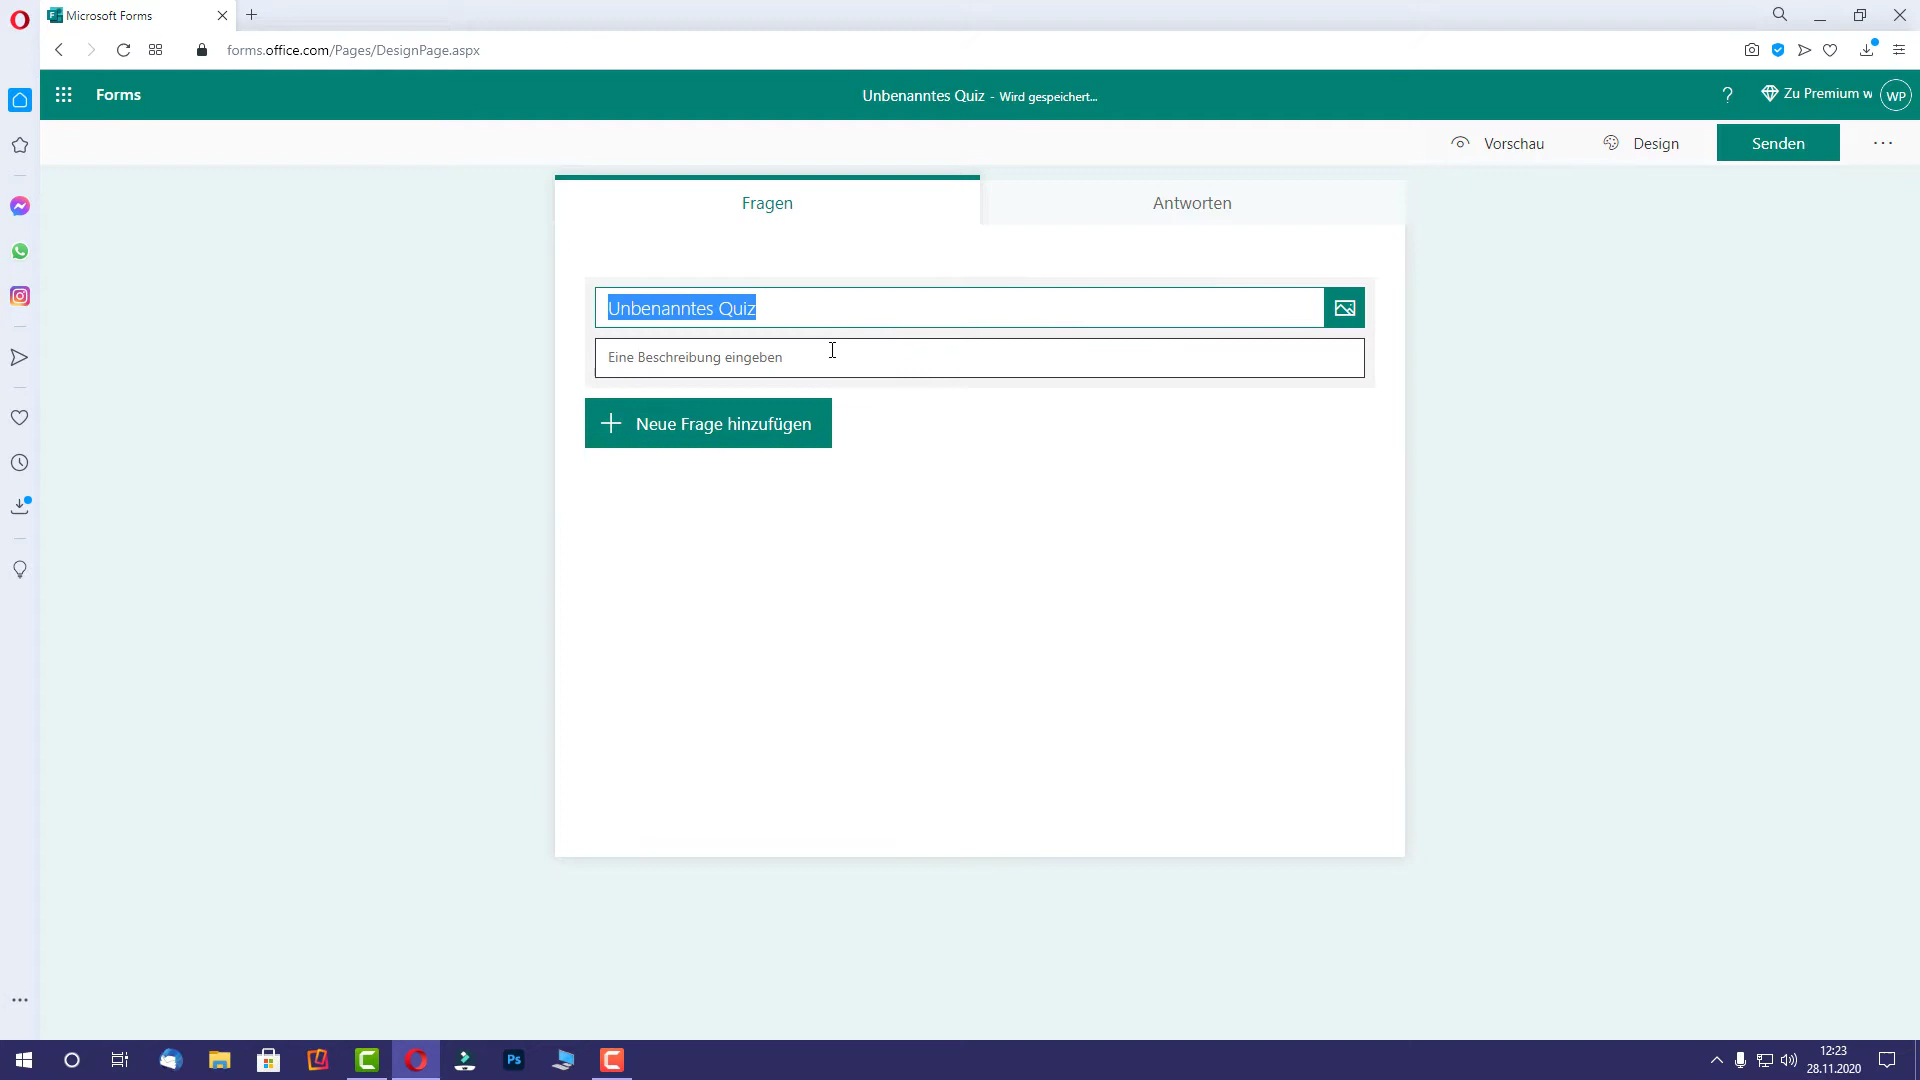 Microsoft Forms
forms.office.com/Pages/DesignPage.aspx
Forms
Unbenanntes Quiz - Wird gespeichert...
?
Zu Premium w
WP
Vorschau
Design
Senden
Fragen
Antworten
Unbenanntes Quiz
Eine Beschreibung eingeben
Neue Frage hinzufügen
Ps
12:23
28.11.2020